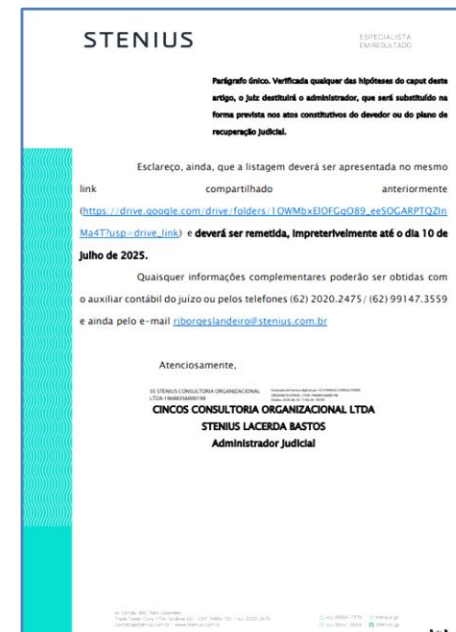 STENIUS
ESPECIALISTA
EM RESULTADO
Parágrafo único. Verificada qualquer das hipóteses do caput deste
artigo, o juiz destituirá o administrador, que será substituído na
forma prevista nos atos constitutivos do devedor ou do plano de
recuperação judicial.
Esclareço, ainda, que a listagem deverá ser apresentada no mesmo
link compartilhado anteriormente
(https://drive.google.com/drive/folders/1OWMbxEIOFGqO89_eeSOGARPTQZIn
Ma4T?usp=drive_link) e deverá ser remetida, impreterivelmente até o dia 10 de
julho de 2025.
Quaisquer informações complementares poderão ser obtidas com
o auxiliar contábil do juízo ou pelos telefones (62) 2020.2475/ (62) 99147.3559
e ainda pelo e-mail rjborgeslandeiro@stenius.com.br
Atenciosamente,
CONSULTORIA ORGANIZACIONAL
CINCOS CONSULTORIA ORGANIZACIONAL LTDA
STENIUS LACERDA BASTOS
Administrador Judicial